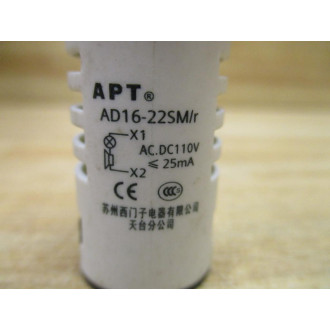 APT®
AD16-22SM/r
X1
AC.DC110V
≤ 25mA
X2
CE CCC
苏州西门子电器有限公司
天台分公司